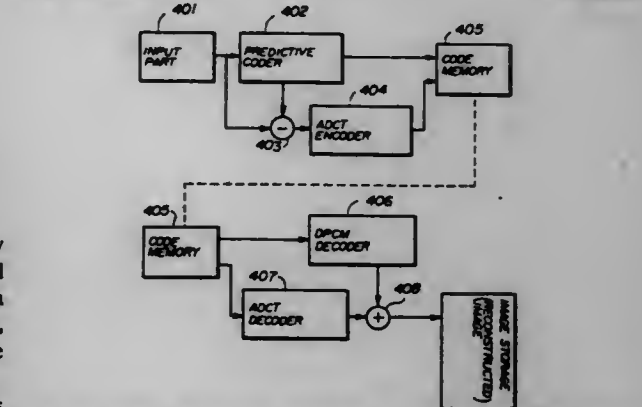 401
402
405
INPUT
PART
PREDICTIVE
CODER
CODE
MEMORY
404
403
ADCT
ENCODER
405
406
CODE
MEMORY
DPCM
DECODER
407
ADCT
DECODER
408
IMAGE STORAGE
(RECONSTRUCTED
IMAGE)